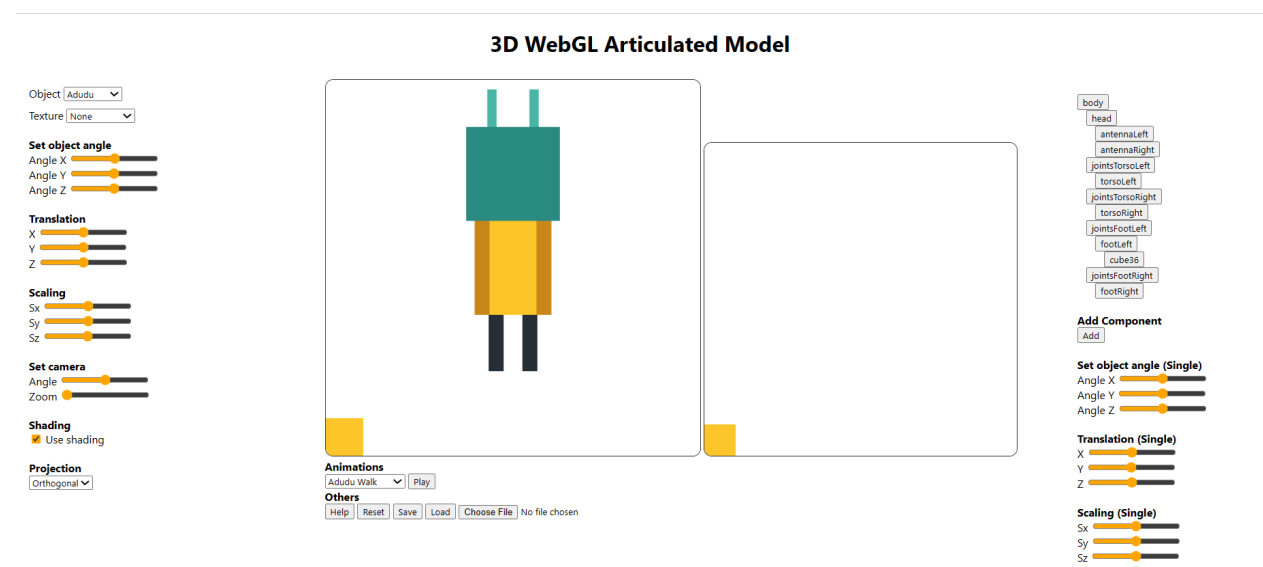 3D WebGL Articulated Model
Object Adudu
Texture None
Set object angle
Angle X
Angle Y
Angle Z
Translation
X
Y
Z
Scaling
Sx
Sy
Sz
Set camera
Angle
Zoom
Shading
Use shading
Projection
Orthogonal
Animations
Adudu Walk Play
Others
Help Reset Save Load Choose File No file chosen
body
head
antennaLeft
antennaRight
jointsTorsoLeft
torsoLeft
jointsTorsoRight
torsoRight
jointsFootLeft
footLeft
cube36
jointsFootRight
footRight
Add Component
Add
Set object angle (Single)
Angle X
Angle Y
Angle Z
Translation (Single)
X
Y
Z
Scaling (Single)
Sx
Sy
Sz